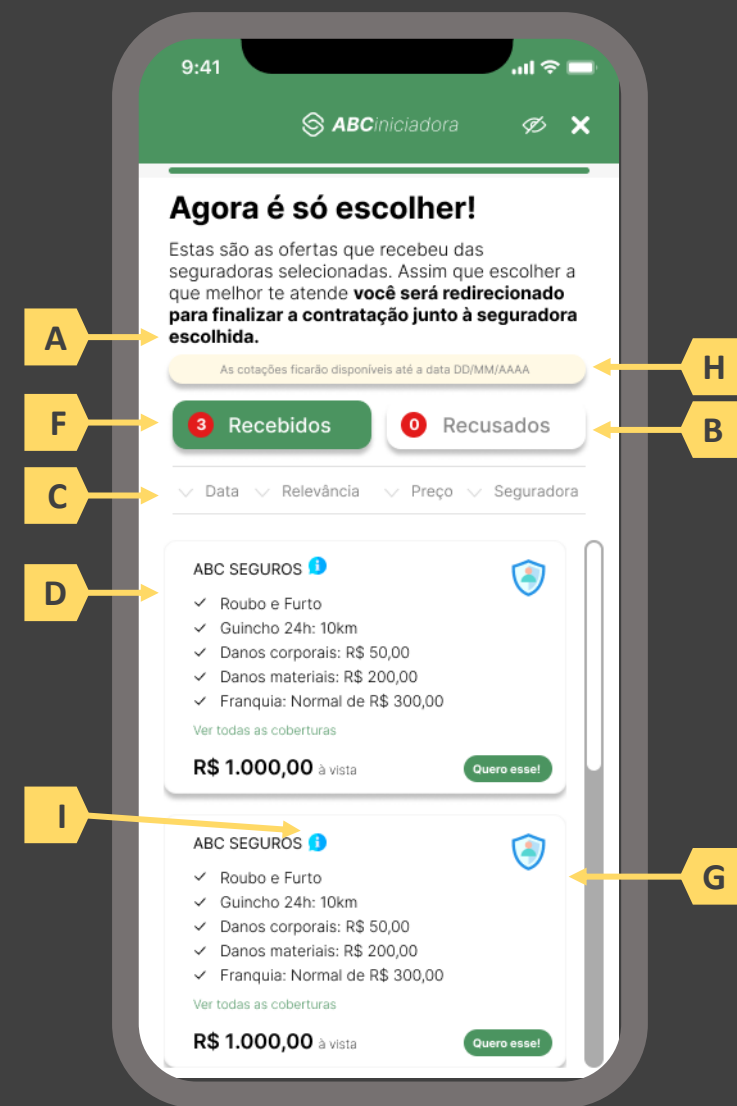 9:41
ABCiniciadora
Agora é só escolher!
Estas são as ofertas que recebeu das
seguradoras selecionadas. Assim que escolher a
que melhor te atende você será redirecionado
para finalizar a contratação junto à seguradora
escolhida.
A
As cotações ficarão disponíveis até a data DD/MM/AAAA
H
F
3 Recebidos
0 Recusados
B
C
Data Relevância Preço Seguradora
D
ABC SEGUROS i
Roubo e Furto
Guincho 24h: 10km
Danos corporais: R$ 50,00
Danos materiais: R$ 200,00
Franquia: Normal de R$ 300,00
Ver todas as coberturas
R$ 1.000,00 à vista
Quero esse!
I
ABC SEGUROS i
G
Roubo e Furto
Guincho 24h: 10km
Danos corporais: R$ 50,00
Danos materiais: R$ 200,00
Franquia: Normal de R$ 300,00
Ver todas as coberturas
R$ 1.000,00 à vista
Quero esse!